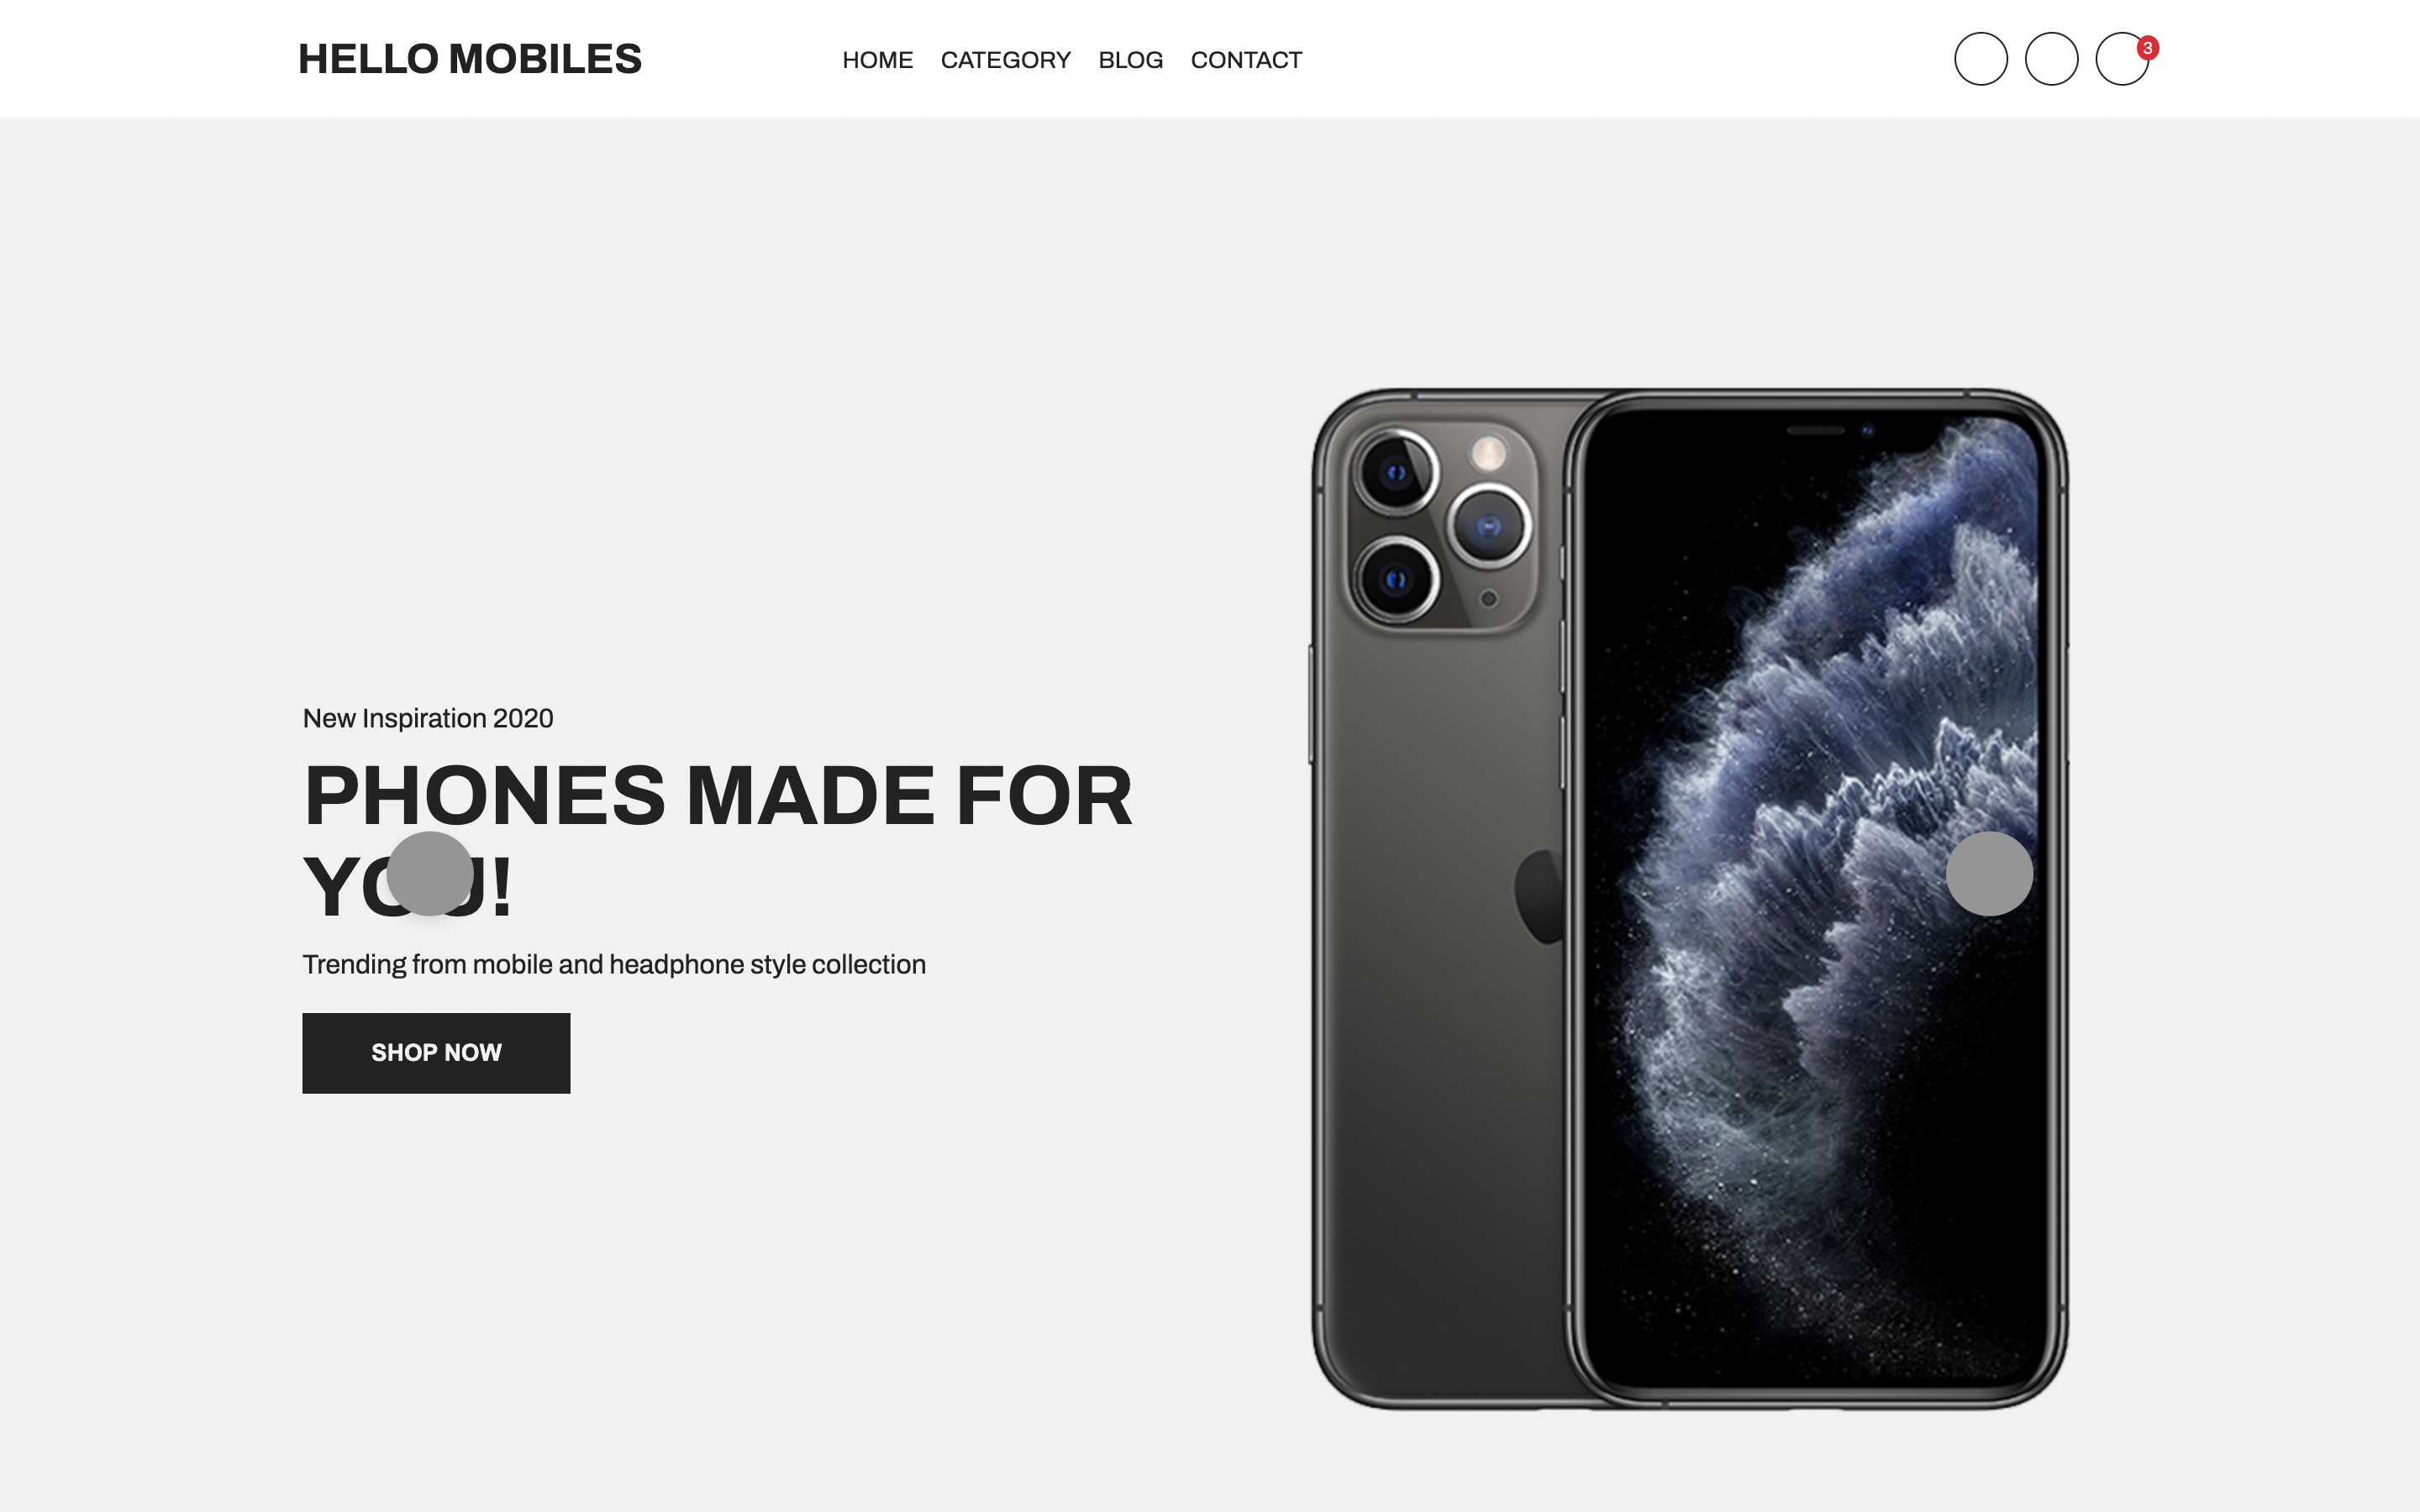 HELLO MOBILES
HOME CATEGORY BLOG CONTACT
3
New Inspiration 2020
PHONES MADE FOR
YOU!
Trending from mobile and headphone style collection
SHOP NOW